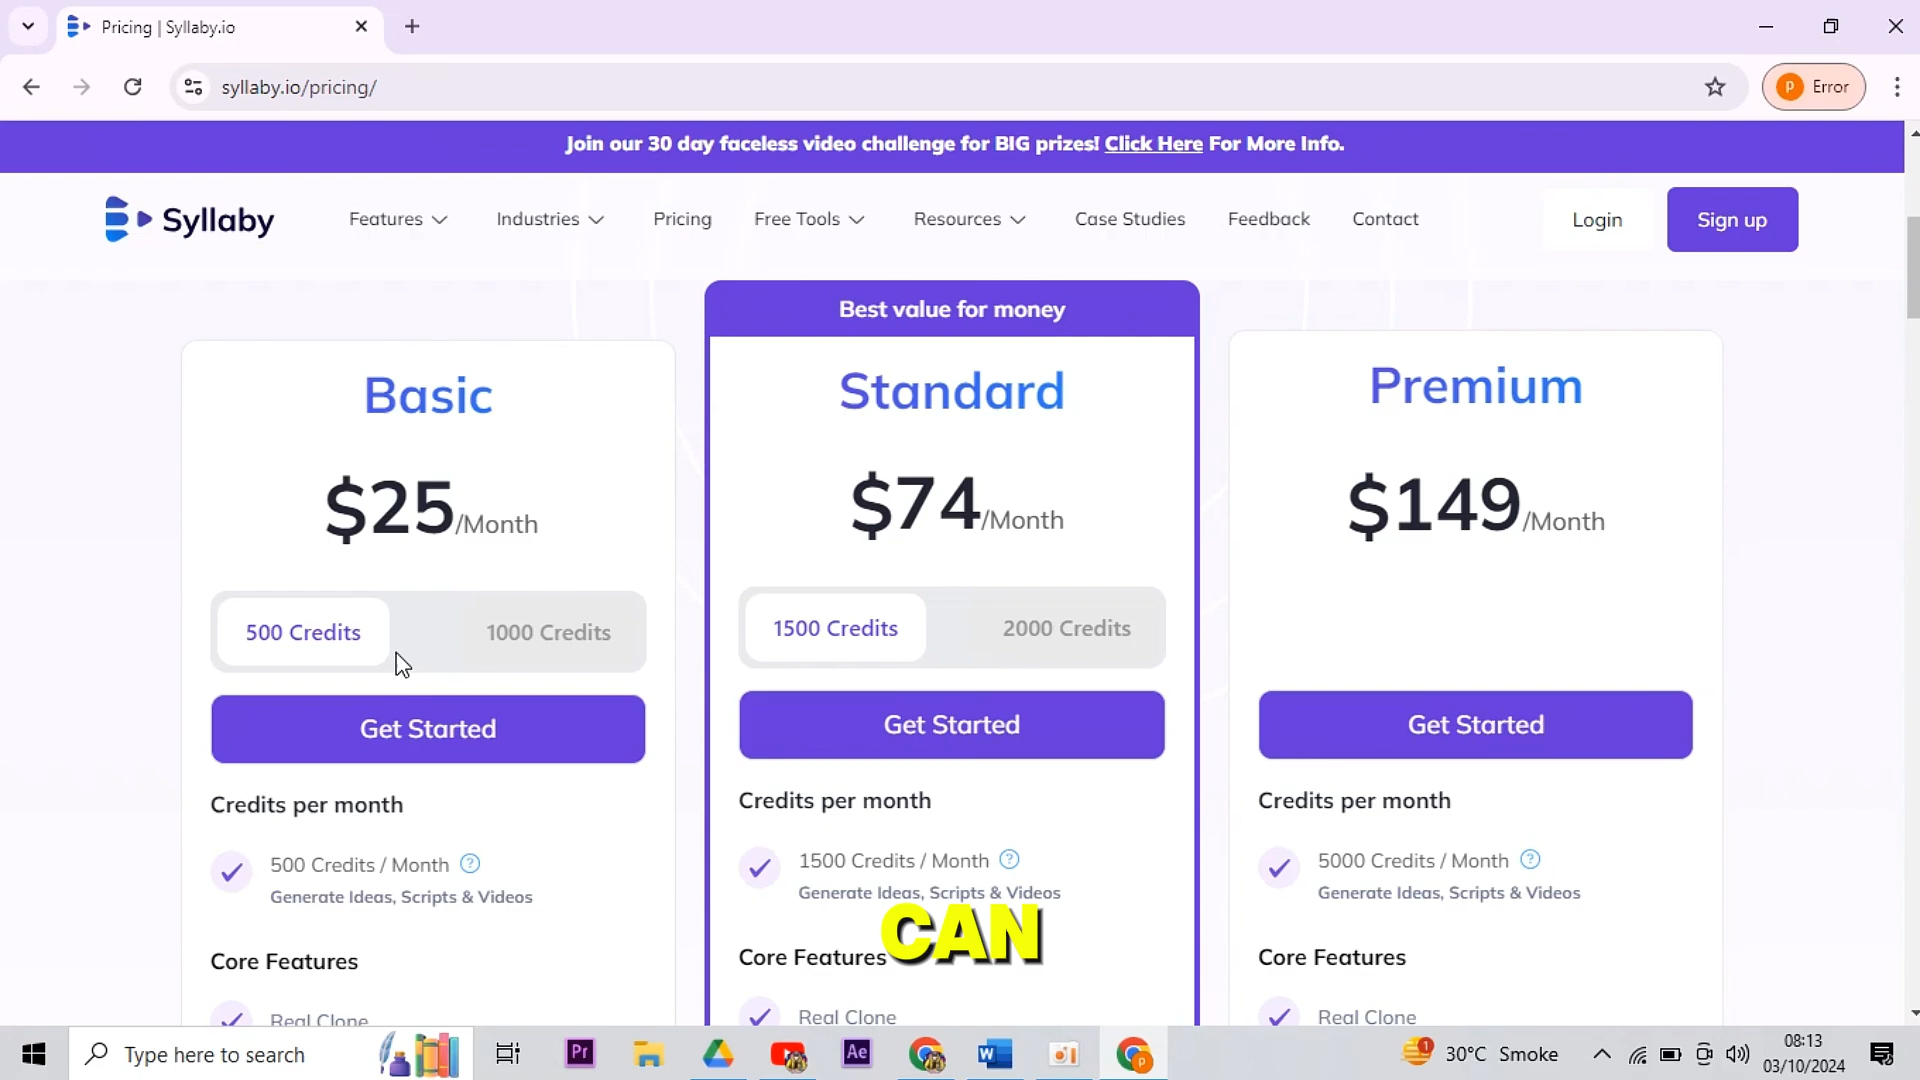 Pricing | Syllaby.io
syllaby.io/pricing/
P
Error
Join our 30 day faceless video challenge for BIG prizes! Click Here For More Info.
Syllaby
Features
Industries
Pricing
Free Tools
Resources
Case Studies
Feedback
Contact
Login
Sign up
Basic
$25/Month
500 Credits
1000 Credits
Get Started
Credits per month
500 Credits / Month ?
Generate Ideas, Scripts & Videos
Core Features
Real Clone
Best value for money
Standard
$74/Month
1500 Credits
2000 Credits
Get Started
Credits per month
1500 Credits / Month ?
Generate Ideas, Scripts & Videos
Core Features
Real Clone
Premium
$149/Month
Get Started
Credits per month
5000 Credits / Month ?
Generate Ideas, Scripts & Videos
Core Features
Real Clone
CAN
Type here to search
Pr
Ae
W
P
1
30°C Smoke
08:13
03/10/2024